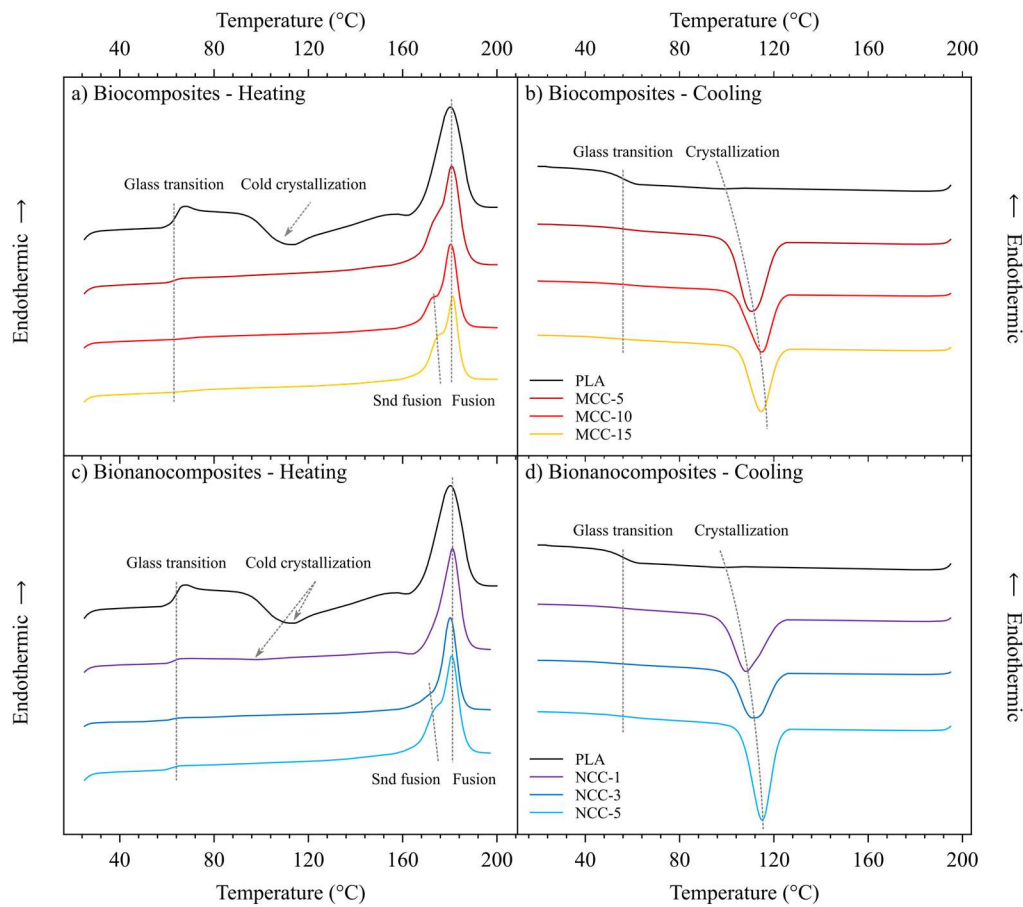 Temperature (°C)
Temperature (°C)
40 80 120 160 200
40 80 120 160 200
a) Biocomposites - Heating
Glass transition
Cold crystallization
Snd fusion
Fusion
Endothermic →
b) Biocomposites - Cooling
Glass transition
Crystallization
PLA
MCC-5
MCC-10
MCC-15
← Endothermic
c) Bionanocomposites - Heating
Glass transition
Cold crystallization
Snd fusion
Fusion
Endothermic →
d) Bionanocomposites - Cooling
Glass transition
Crystallization
PLA
NCC-1
NCC-3
NCC-5
← Endothermic
40 80 120 160 200
40 80 120 160 200
Temperature (°C)
Temperature (°C)